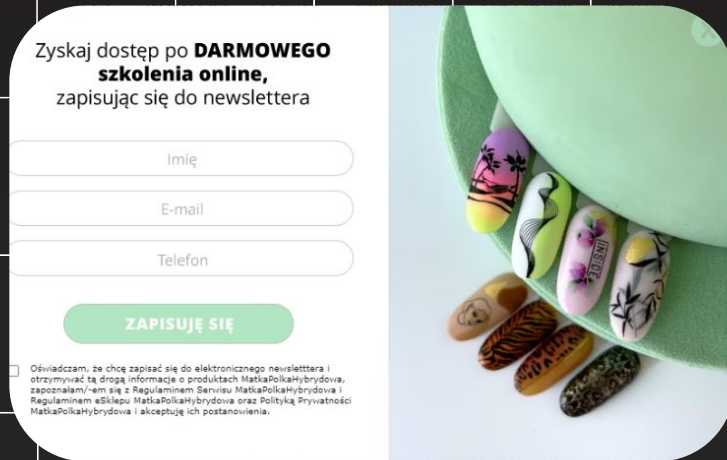 Zyskaj dostęp po DARMOWEGO
szkolenia online,
zapisując się do newslettera
Imię
E-mail
Telefon
ZAPISUJĘ SIĘ
Oświadczam, że chcę zapisać się do elektronicznego newsletttera i
otrzymywać tą drogą informacje o produktach MatkaPolkaHybrydowa,
zapoznałam/-em się z Regulaminem Serwisu MatkaPolkaHybrydowa i
Regulaminem eSklepu MatkaPolkaHybrydowa oraz Polityką Prywatności
MatkaPolkaHybrydowa i akceptuję ich postanowienia.
X
INSIDE